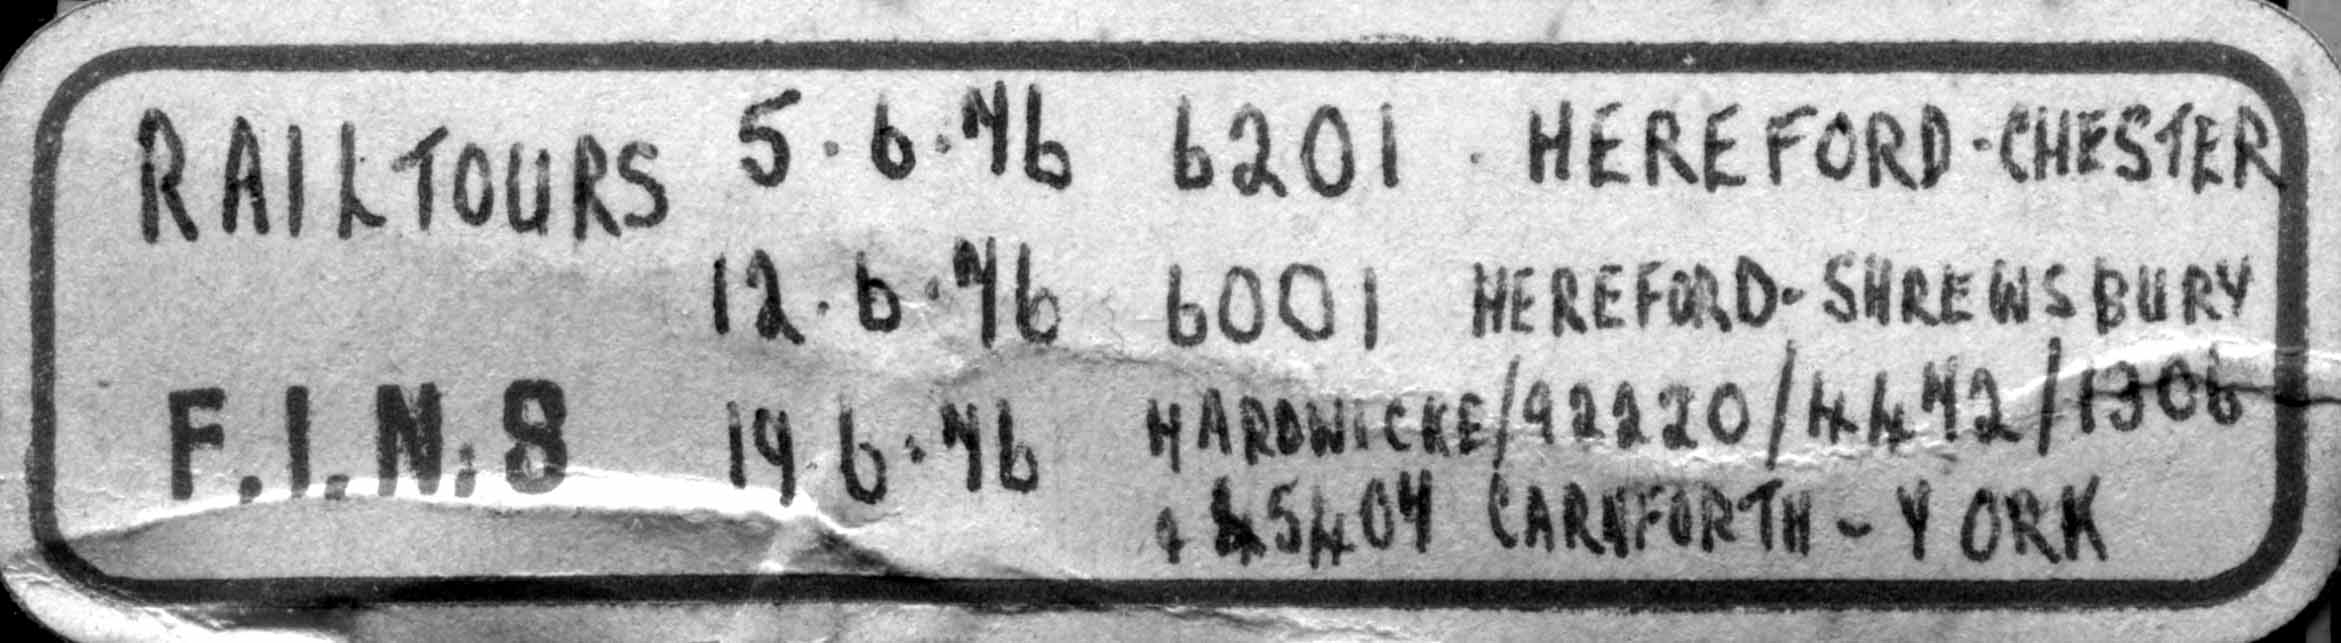 RAILTOURS 5.6.76 6201 . HEREFORD-CHESTER
12.6.76 6001 HEREFORD-SHREWSBURY
F.I.N.8 19.6.76 HARDWICKE/92220/4472/1306
& 45407 CARNFORTH - YORK